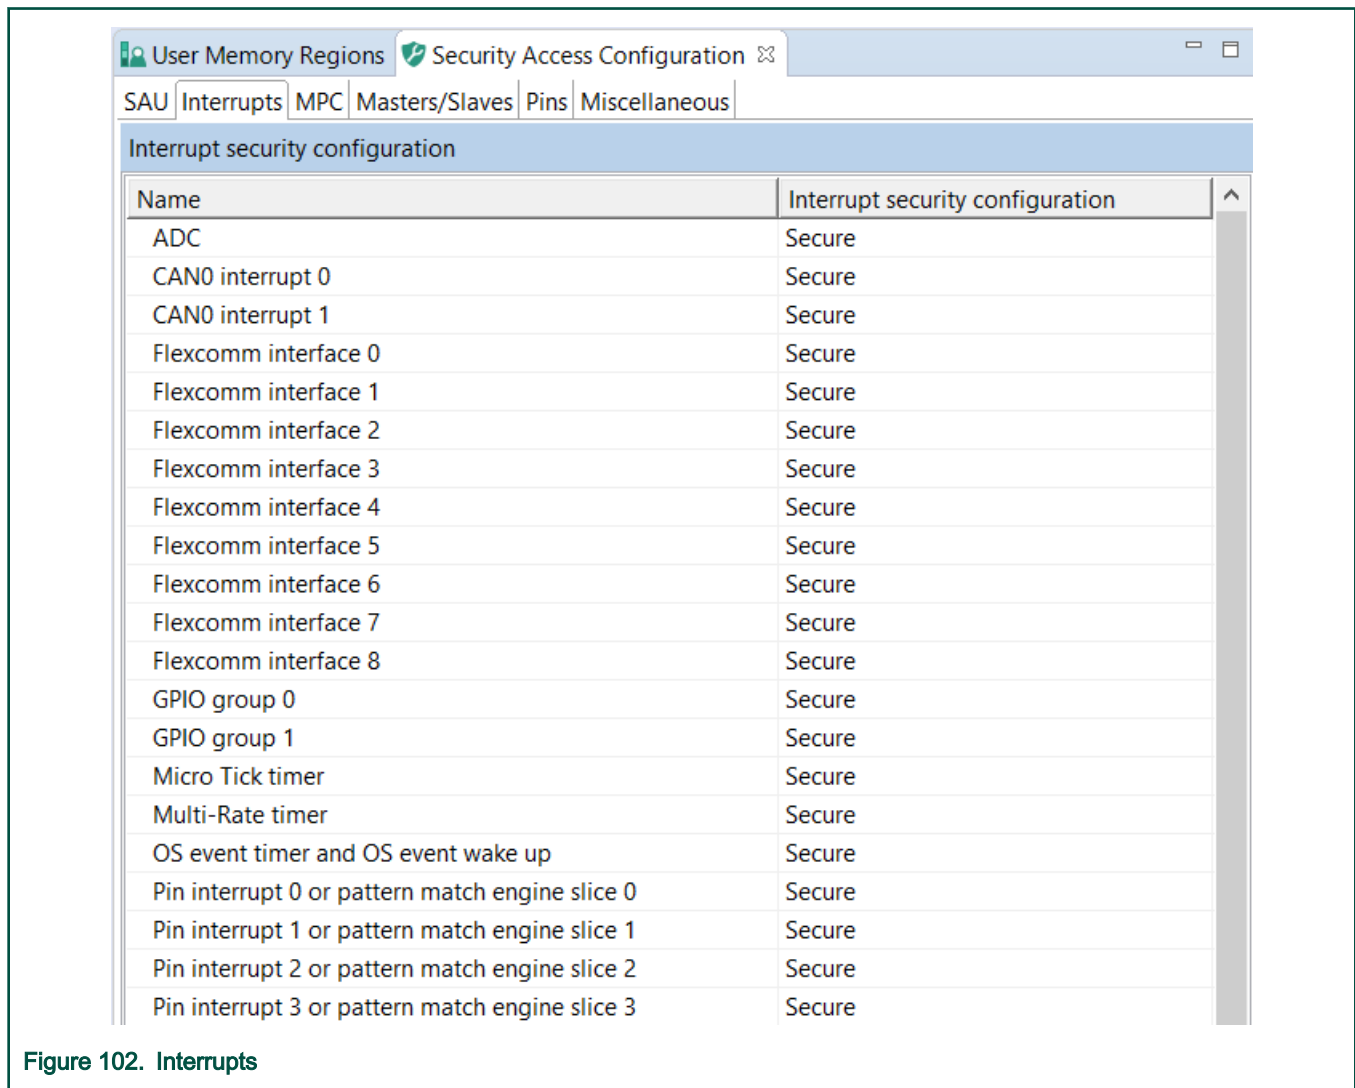 User Memory Regions Security Access Configuration
SAU Interrupts MPC Masters/Slaves Pins Miscellaneous
Interrupt security configuration
Name Interrupt security configuration
ADC Secure
CAN0 interrupt 0 Secure
CAN0 interrupt 1 Secure
Flexcomm interface 0 Secure
Flexcomm interface 1 Secure
Flexcomm interface 2 Secure
Flexcomm interface 3 Secure
Flexcomm interface 4 Secure
Flexcomm interface 5 Secure
Flexcomm interface 6 Secure
Flexcomm interface 7 Secure
Flexcomm interface 8 Secure
GPIO group 0 Secure
GPIO group 1 Secure
Micro Tick timer Secure
Multi-Rate timer Secure
OS event timer and OS event wake up Secure
Pin interrupt 0 or pattern match engine slice 0 Secure
Pin interrupt 1 or pattern match engine slice 1 Secure
Pin interrupt 2 or pattern match engine slice 2 Secure
Pin interrupt 3 or pattern match engine slice 3 Secure
Figure 102. Interrupts